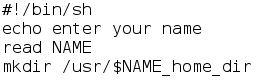 #!/bin/sh
echo enter your name
read NAME
mkdir /usr/$NAME_home_dir